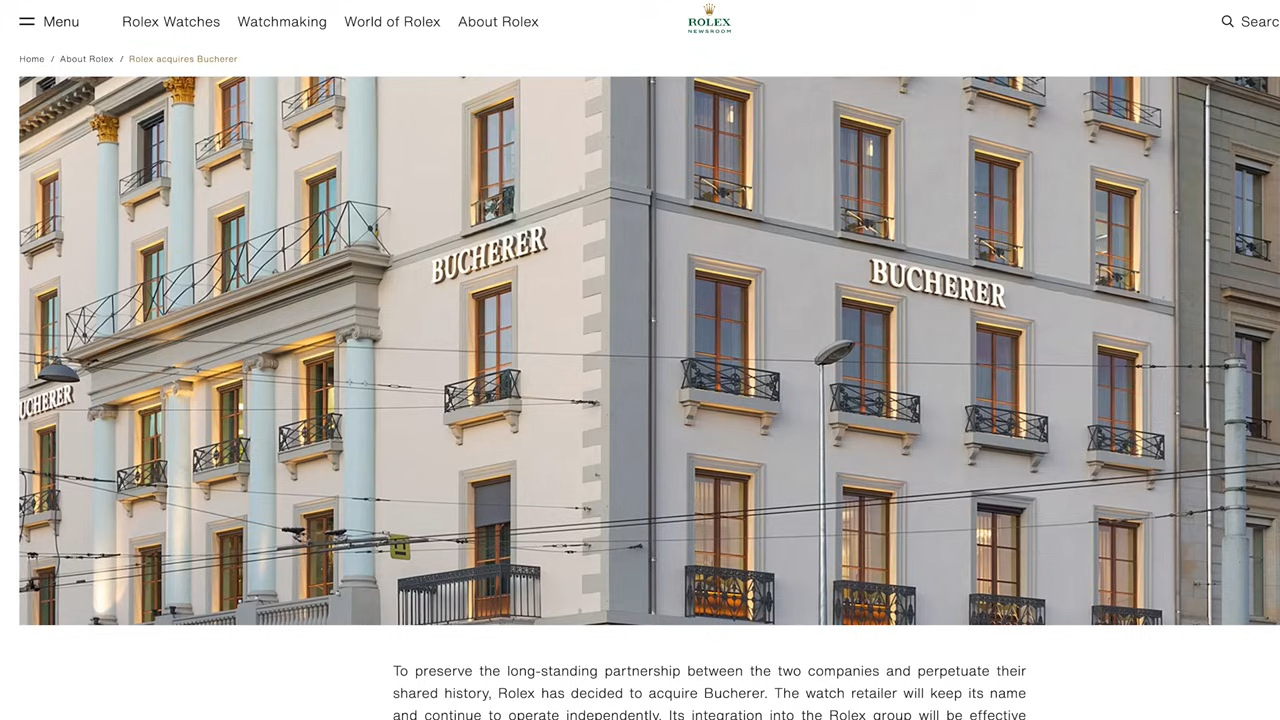 Menu
Rolex Watches
Watchmaking
World of Rolex
About Rolex
ROLEX
NEWSROOM
Searc
Home / About Rolex / Rolex acquires Bucherer
BUCHERER
BUCHERER
UCHERER
To preserve the long-standing partnership between the two companies and perpetuate their
shared history, Rolex has decided to acquire Bucherer. The watch retailer will keep its name
and continue to operate independently. Its integration into the Rolex group will be effective